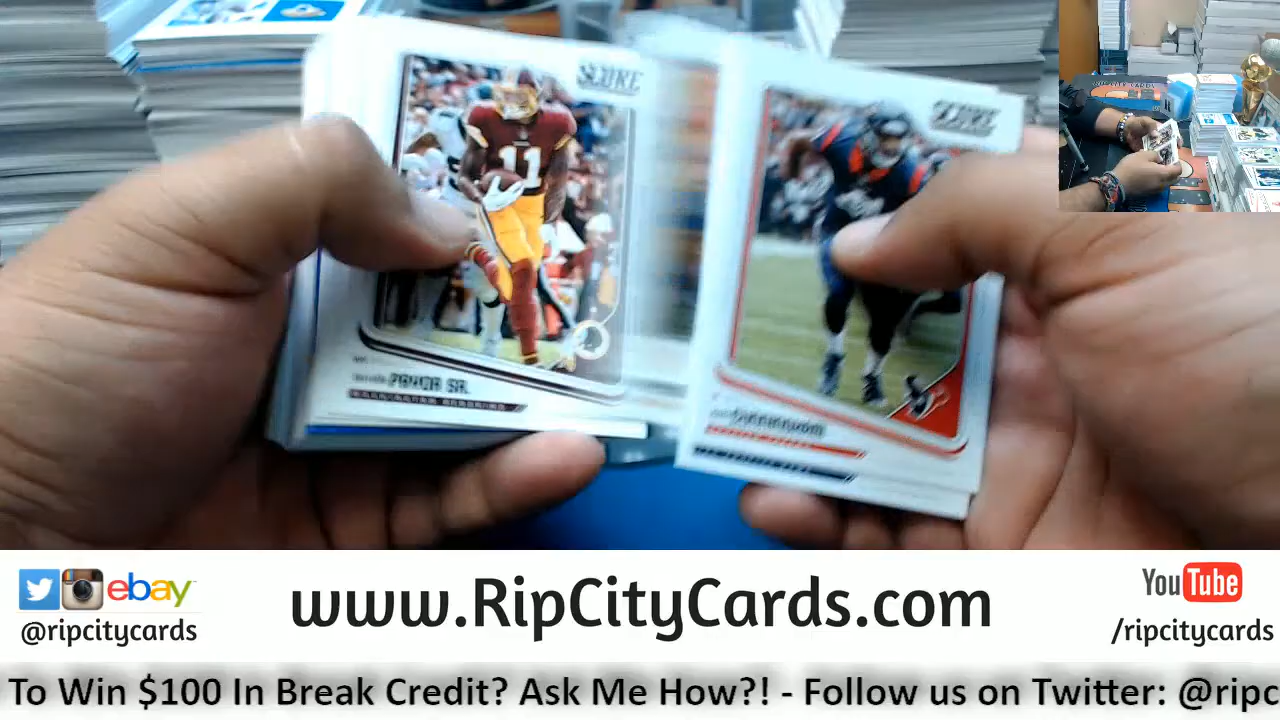 SCORE
SCORE
11
PRYOR SR.
ebay
@ripcitycards
www.RipCityCards.com
YouTube
/ripcitycards
To Win $100 In Break Credit? Ask Me How?! - Follow us on Twitter: @ripc